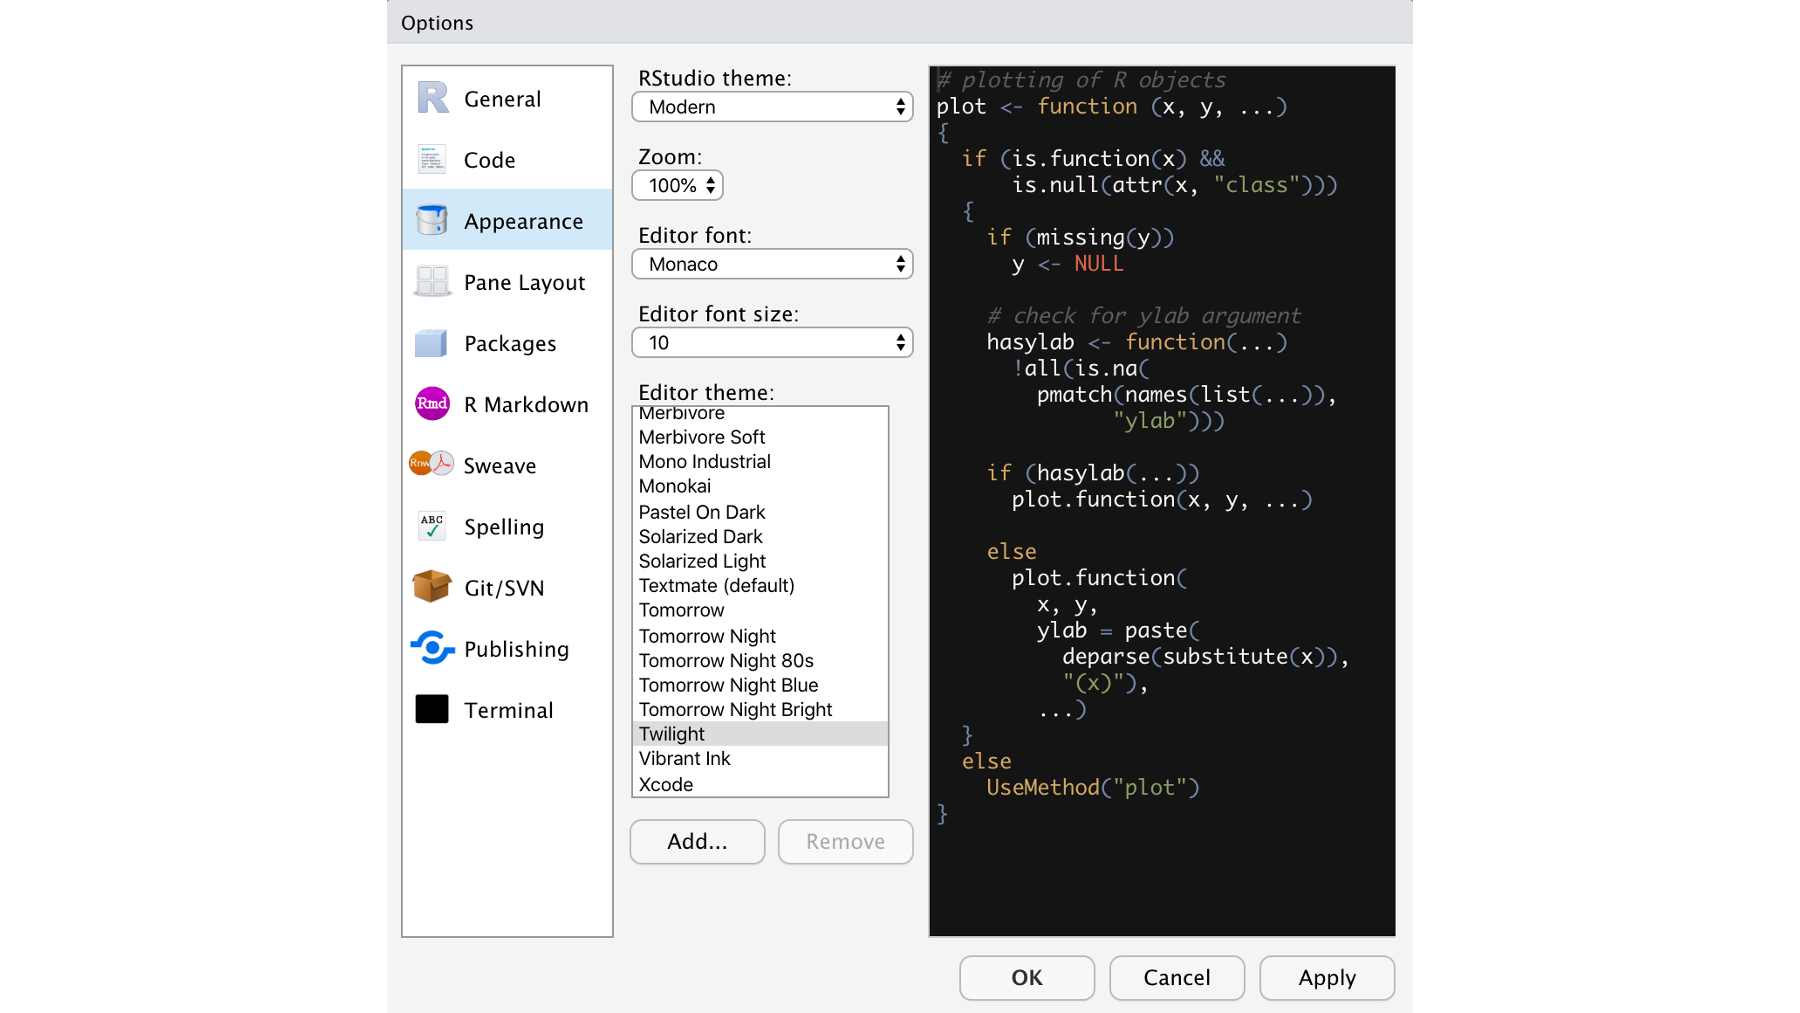 Options
General
Code
Appearance
Pane Layout
Packages
Rmd R Markdown
Rnw Sweave
ABC Spelling
Git/SVN
Publishing
Terminal
RStudio theme:
Modern
Zoom:
100%
Editor font:
Monaco
Editor font size:
10
Editor theme:
Merbivore
Merbivore Soft
Mono Industrial
Monokai
Pastel On Dark
Solarized Dark
Solarized Light
Textmate (default)
Tomorrow
Tomorrow Night
Tomorrow Night 80s
Tomorrow Night Blue
Tomorrow Night Bright
Twilight
Vibrant Ink
Xcode
Add...
Remove
# plotting of R objects
plot <- function (x, y, ...)
{
  if (is.function(x) &&
      is.null(attr(x, "class")))
  {
    if (missing(y))
      y <- NULL
    # check for ylab argument
    hasylab <- function(...)
      !all(is.na(
        pmatch(names(list(...)),
              "ylab")))
    if (hasylab(...))
      plot.function(x, y, ...)
    else
      plot.function(
        x, y,
        ylab = paste(
          deparse(substitute(x)),
          "(x)"),
        ...)
  }
  else
    UseMethod("plot")
}
OK
Cancel
Apply